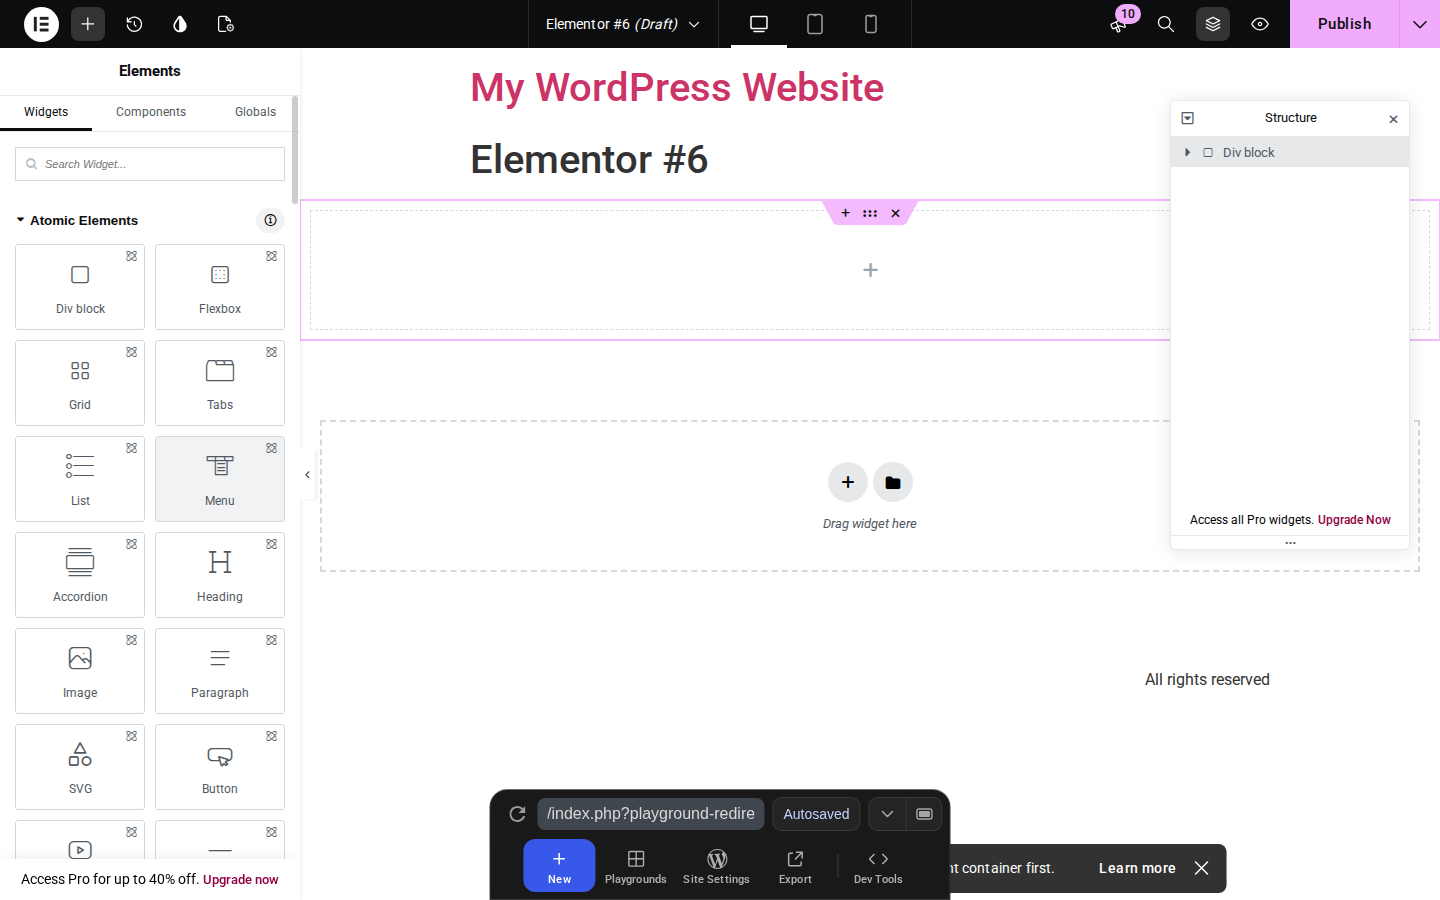 Elementor #6 (Draft)
10
Publish
Elements
Widgets
Components
Globals
Search Widget...
Atomic Elements
Div block
Flexbox
Grid
Tabs
List
Menu
Accordion
Heading
Image
Paragraph
SVG
Button
Access Pro for up to 40% off. Upgrade now
My WordPress Website
Elementor #6
Drag widget here
All rights reserved
Structure
Div block
Access all Pro widgets. Upgrade Now
/index.php?playground-redire
Autosaved
New
Playgrounds
Site Settings
Export
Dev Tools
container first.
Learn more